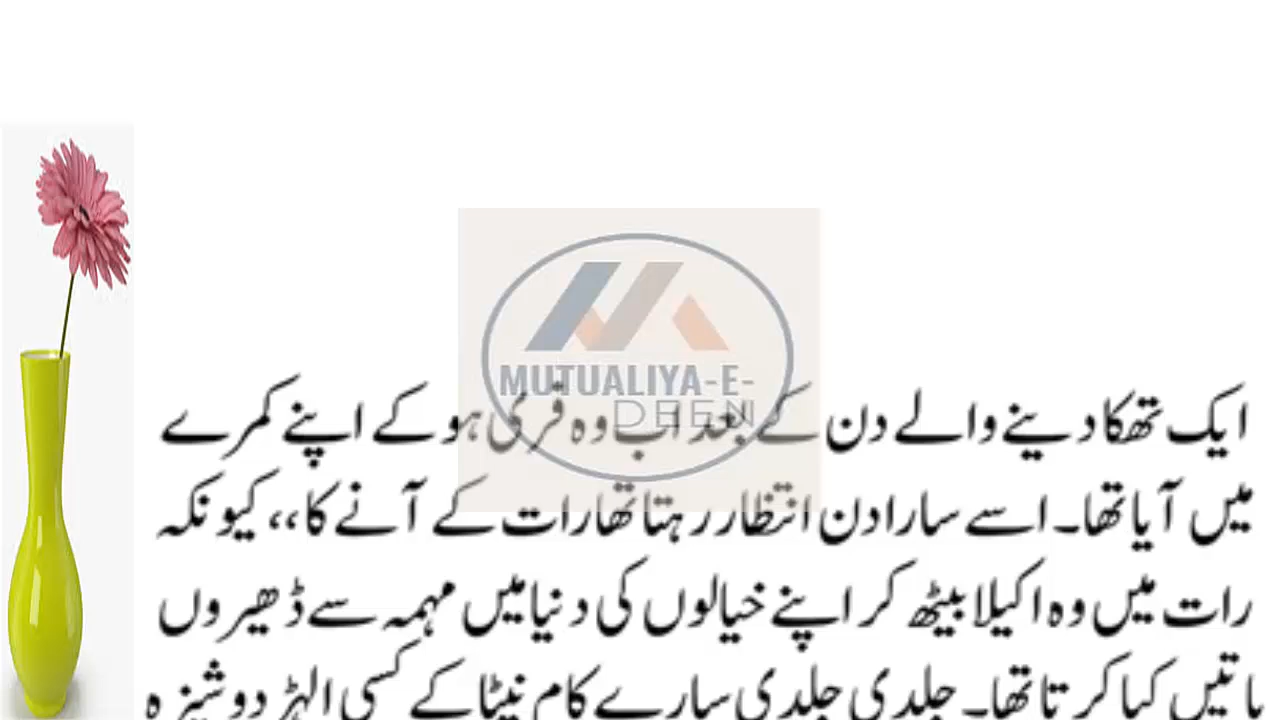 MUTUALIYA-E-
DEEN
ایک تھکا دینے والے دن کے بعد اب وہ فری ہو کے اپنے کمرے
میں آیا تھا۔ اسے سارا دن انتظار رہتا تھا رات کے آنے کا،، کیونکہ
رات میں وہ اکیلا بیٹھ کر اپنے خیالوں کی دنیا میں مہمہ سے ڈھیروں
باتیں کیا کرتا تھا۔ جلدی جلدی سارے کام نپٹا کے کسی الہڑ دوشیزہ